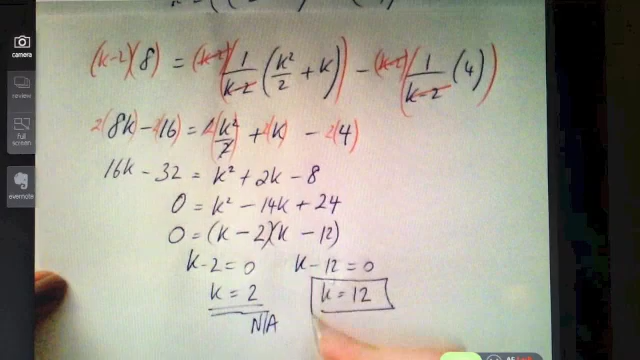 (k-2)(8) = (k-2)(1/(k-2) (k²/2 + k)) - (k-2)(1/(k-2) (4))
2(8k) - 2(16) = 2(k²/2) + 2(k) - 2(4)
16k - 32 = k² + 2k - 8
0 = k² - 14k + 24
0 = (k - 2)(k - 12)
k - 2 = 0 k - 12 = 0
k = 2 k = 12
N/A
camera
review
full
screen
evernote